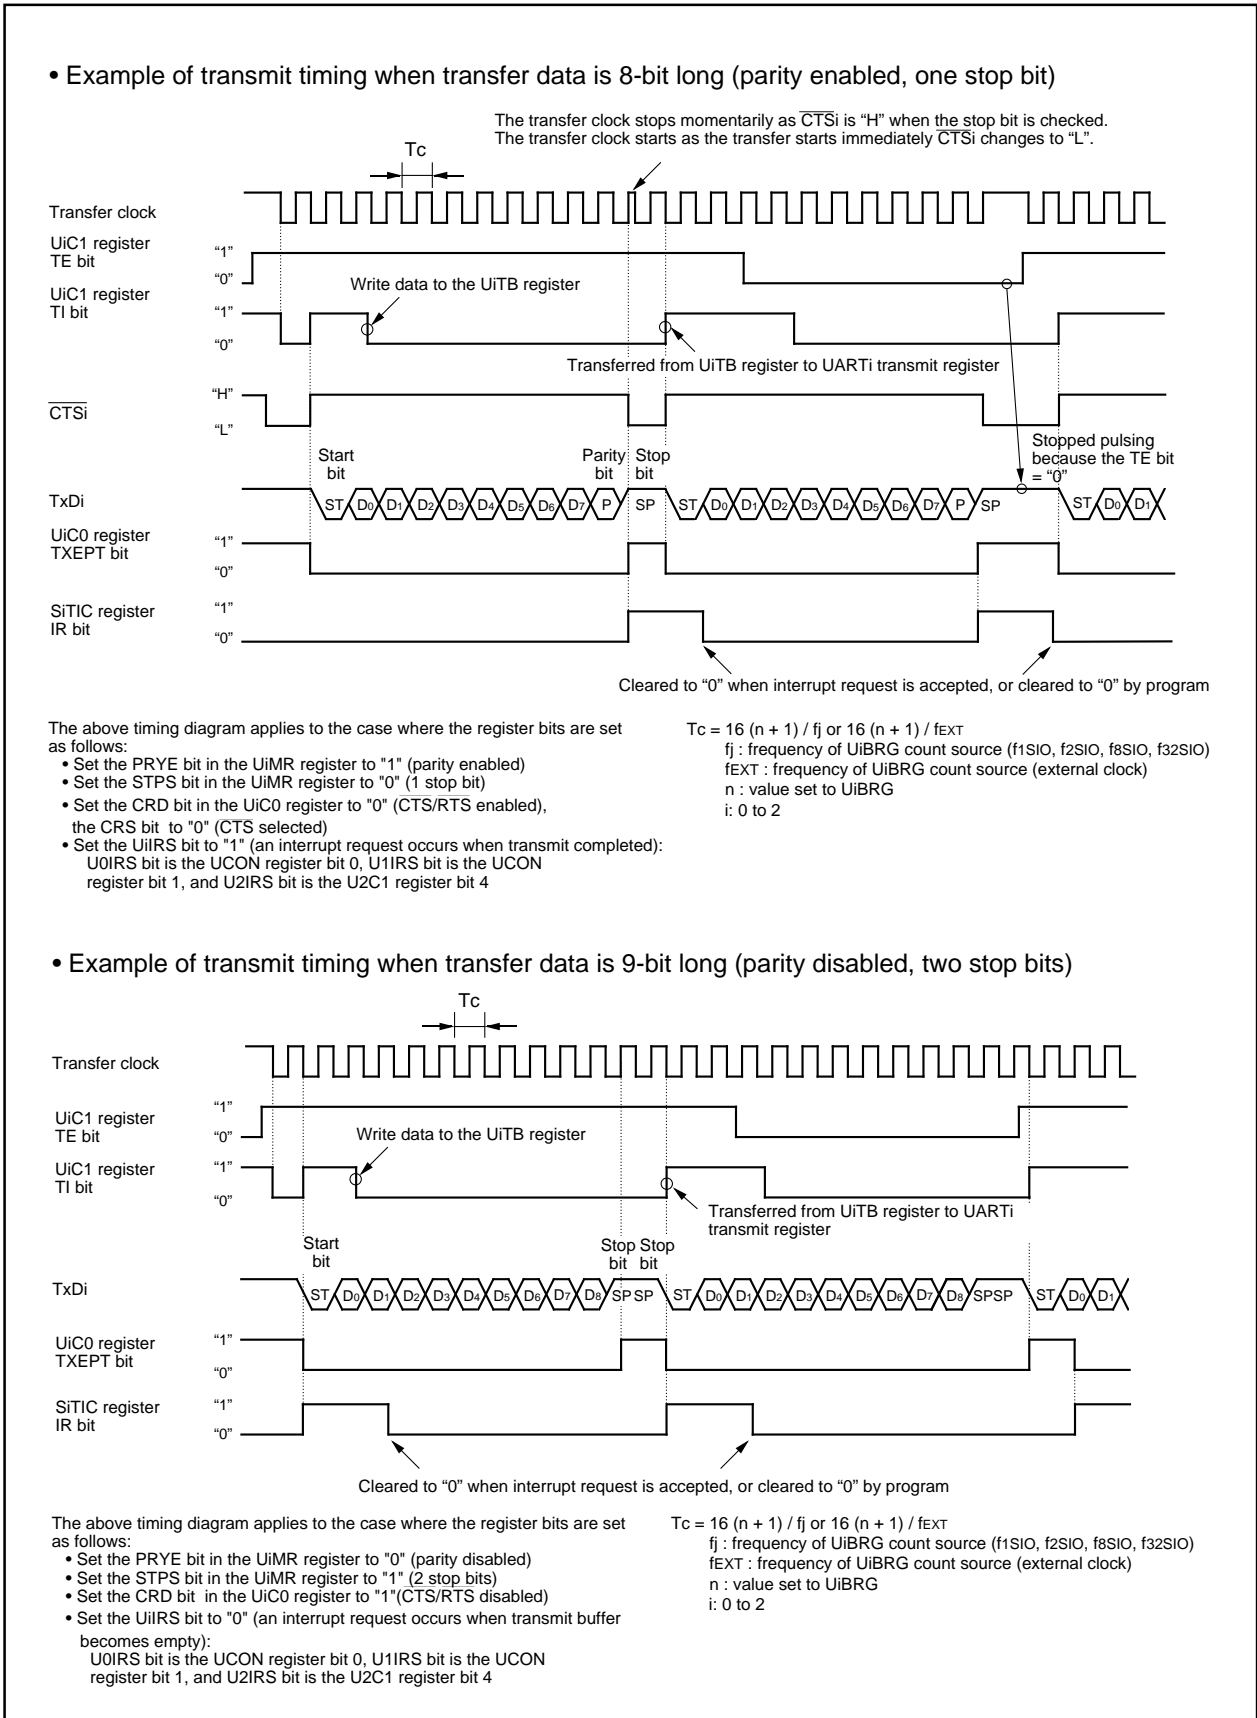 • Example of transmit timing when transfer data is 8-bit long (parity enabled, one stop bit)
The transfer clock stops momentarily as CTSi is “H” when the stop bit is checked.
The transfer clock starts as the transfer starts immediately CTSi changes to “L”.
Tc
Transfer clock
UiC1 register
TE bit
“1”
“0”
Write data to the UiTB register
UiC1 register
TI bit
“1”
“0”
Transferred from UiTB register to UARTi transmit register
CTSi
“H”
“L”
Start
bit
Parity
bit
Stop
bit
Stopped pulsing
because the TE bit
= “0”
TxDi
ST D0 D1 D2 D3 D4 D5 D6 D7 P SP ST D0 D1 D2 D3 D4 D5 D6 D7 P SP ST D0 D1
UiC0 register
TXEPT bit
“1”
“0”
SiTIC register
IR bit
“1”
“0”
Cleared to “0” when interrupt request is accepted, or cleared to “0” by program
The above timing diagram applies to the case where the register bits are set
as follows:
• Set the PRYE bit in the UiMR register to "1" (parity enabled)
• Set the STPS bit in the UiMR register to "0" (1 stop bit)
• Set the CRD bit in the UiC0 register to "0" (CTS/RTS enabled),
the CRS bit to "0" (CTS selected)
• Set the UiIRS bit to "1" (an interrupt request occurs when transmit completed):
U0IRS bit is the UCON register bit 0, U1IRS bit is the UCON
register bit 1, and U2IRS bit is the U2C1 register bit 4
Tc = 16 (n + 1) / fj or 16 (n + 1) / fEXT
fj : frequency of UiBRG count source (f1SIO, f2SIO, f8SIO, f32SIO)
fEXT : frequency of UiBRG count source (external clock)
n : value set to UiBRG
i: 0 to 2
• Example of transmit timing when transfer data is 9-bit long (parity disabled, two stop bits)
Tc
Transfer clock
UiC1 register
TE bit
“1”
“0”
Write data to the UiTB register
UiC1 register
TI bit
“1”
“0”
Transferred from UiTB register to UARTi
transmit register
Start
bit
Stop
bit
Stop
bit
TxDi
ST D0 D1 D2 D3 D4 D5 D6 D7 D8 SP SP ST D0 D1 D2 D3 D4 D5 D6 D7 D8 SPSP ST D0 D1
UiC0 register
TXEPT bit
“1”
“0”
SiTIC register
IR bit
“1”
“0”
Cleared to “0” when interrupt request is accepted, or cleared to “0” by program
The above timing diagram applies to the case where the register bits are set
as follows:
• Set the PRYE bit in the UiMR register to "0" (parity disabled)
• Set the STPS bit in the UiMR register to "1" (2 stop bits)
• Set the CRD bit in the UiC0 register to "1"(CTS/RTS disabled)
• Set the UiIRS bit to "0" (an interrupt request occurs when transmit buffer
becomes empty):
U0IRS bit is the UCON register bit 0, U1IRS bit is the UCON
register bit 1, and U2IRS bit is the U2C1 register bit 4
Tc = 16 (n + 1) / fj or 16 (n + 1) / fEXT
fj : frequency of UiBRG count source (f1SIO, f2SIO, f8SIO, f32SIO)
fEXT : frequency of UiBRG count source (external clock)
n : value set to UiBRG
i: 0 to 2